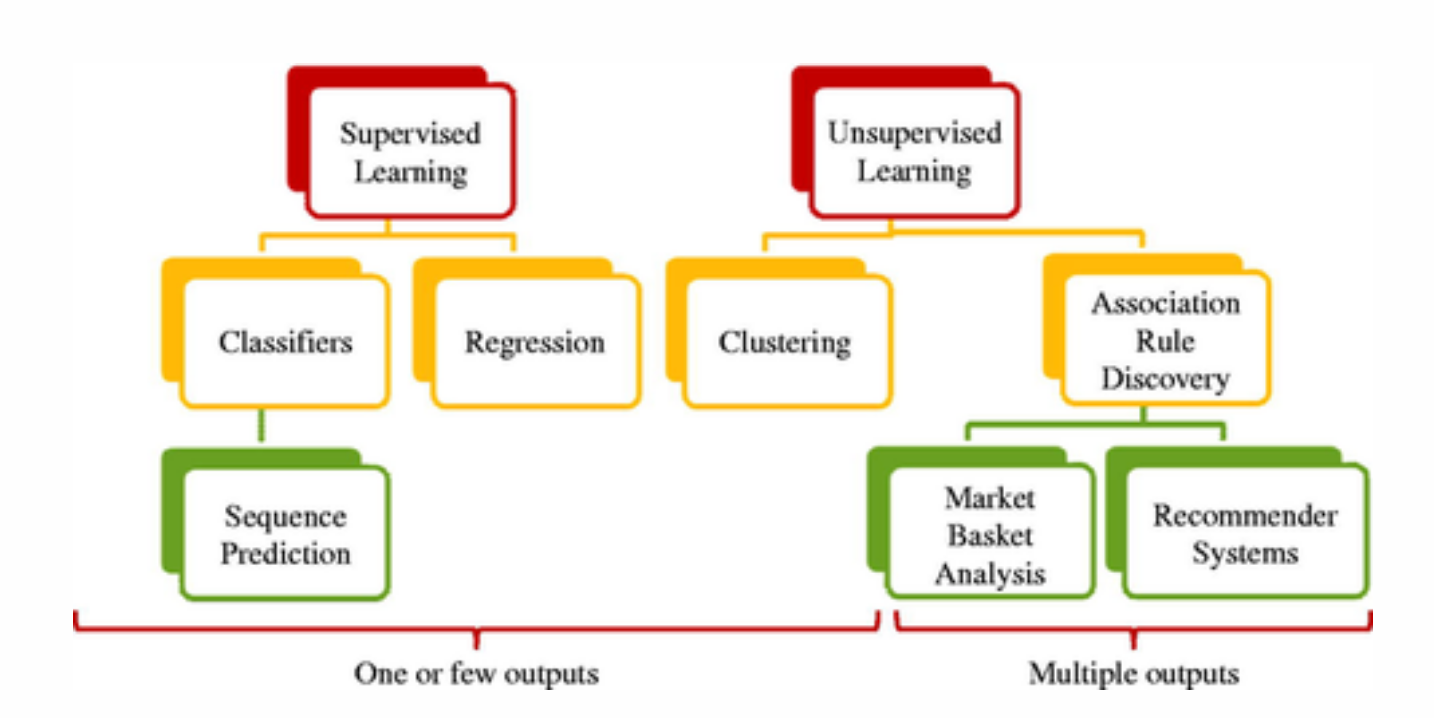 Supervised
Learning
Unsupervised
Learning
Classifiers
Regression
Clustering
Association
Rule
Discovery
Sequence
Prediction
Market
Basket
Analysis
Recommender
Systems
One or few outputs
Multiple outputs